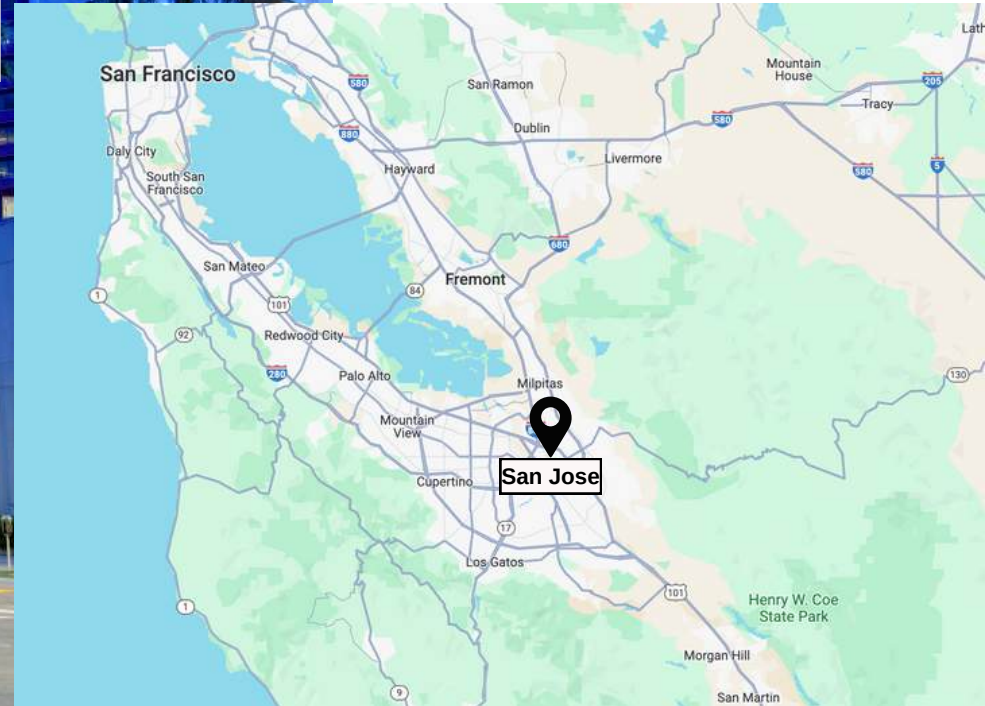 Lath
Mountain
House
San Francisco
580
San Ramon
205
Tracy
580
880
Dublin
Daly City
Livermore
Hayward
580
5
South San
Francisco
680
San Mateo
Fremont
84
1
101
92
Redwood City
280
Palo Alto
130
Milpitas
Mountain
View
San Jose
Cupertino
17
Los Gatos
101
Henry W. Coe
State Park
1
Morgan Hill
9
San Martin